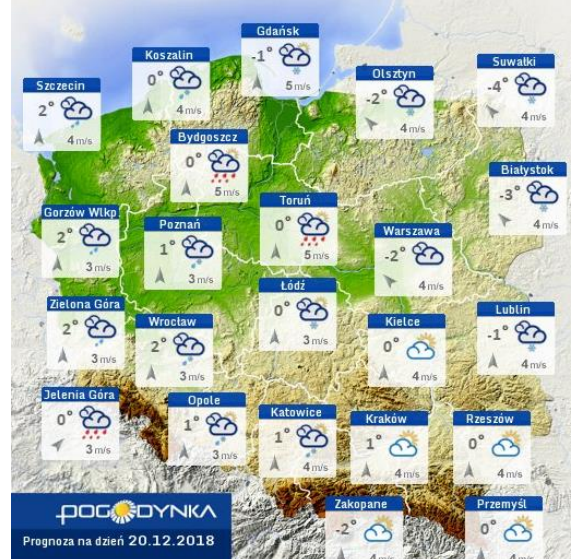 Gdańsk
-1°
5 m/s
Koszalin
0°
4 m/s
Suwałki
-4°
4 m/s
Olsztyn
-2°
4 m/s
Szczecin
2°
4 m/s
Bydgoszcz
0°
5 m/s
Białystok
-3°
4 m/s
Gorzów Wlkp.
2°
3 m/s
Poznań
1°
3 m/s
Toruń
0°
5 m/s
Warszawa
-2°
4 m/s
Łódź
0°
3 m/s
Zielona Góra
2°
3 m/s
Wrocław
2°
3 m/s
Kielce
0°
4 m/s
Lublin
-1°
4 m/s
Jelenia Góra
0°
3 m/s
Opole
1°
3 m/s
Katowice
1°
4 m/s
Kraków
1°
4 m/s
Rzeszów
0°
4 m/s
Zakopane
-2°
4 m/s
Przemyśl
0°
4 m/s
POGODYNKA
Prognoza na dzień 20.12.2018